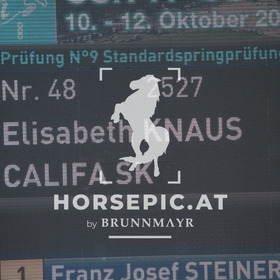 10. - 12. Oktober 20
Prüfung N°9 Standardspringprüfun
Nr. 48 2527
Elisabeth KNAUS
CALIFA SK
HORSEPIC.AT
by BRUNNMAYR
1 Franz Josef STEINER